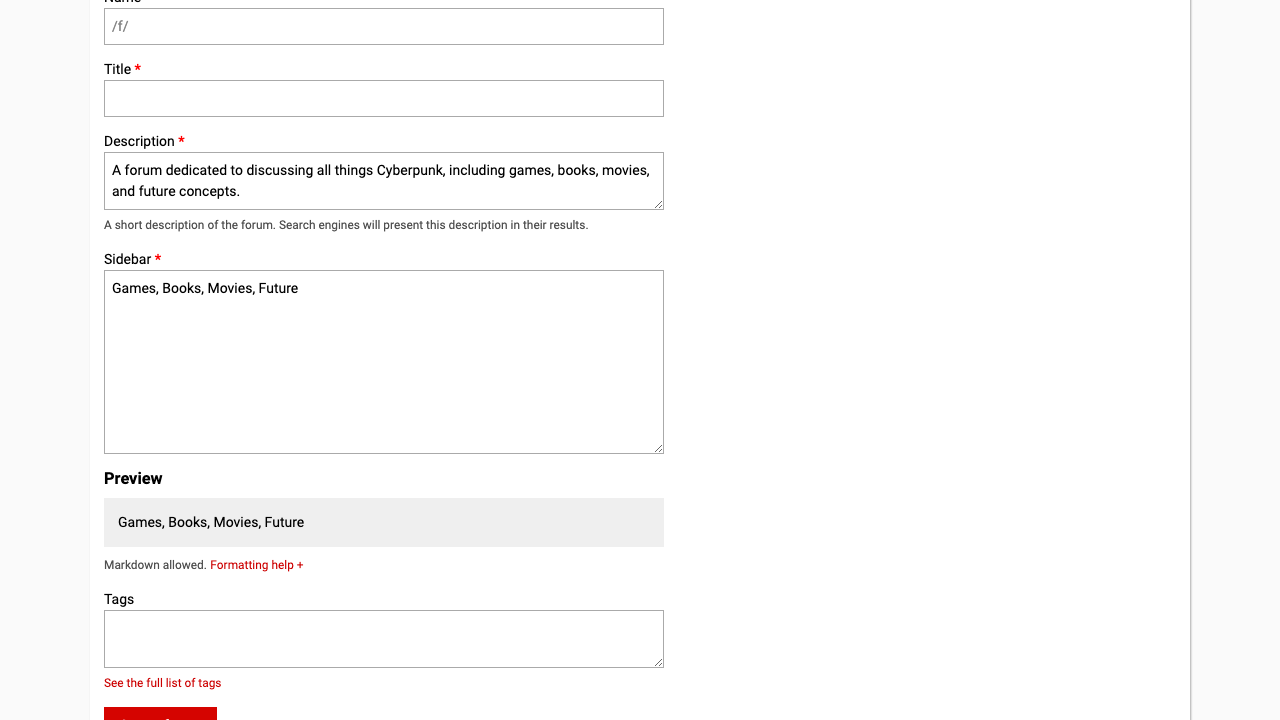 /f/
Title *
Description *
A forum dedicated to discussing all things Cyberpunk, including games, books, movies,
and future concepts.
A short description of the forum. Search engines will present this description in their results.
Sidebar *
Games, Books, Movies, Future
Preview
Games, Books, Movies, Future
Markdown allowed. Formatting help +
Tags
See the full list of tags